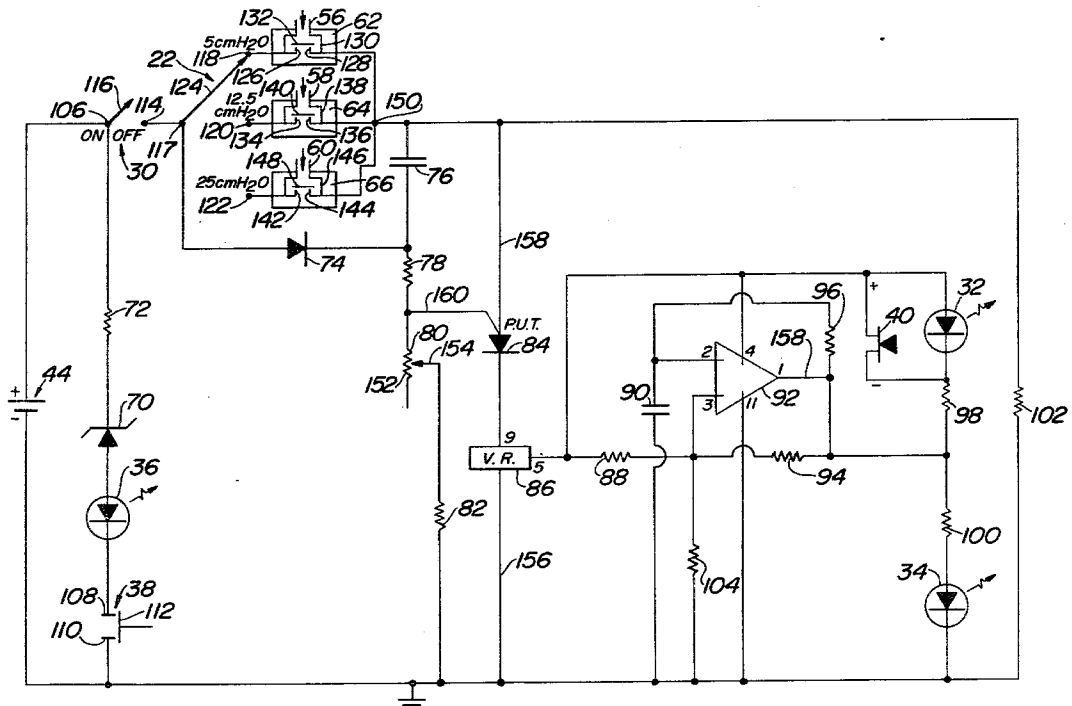 132 56 62
5cmH2O 130
118
22 126 128
124 140 58 138
116 12.5 64 150
106 114 cmH2O
ON OFF 120 134 136
117
30 148 60 146 76
25cmH2O 66
122 142 144
74 78 158
160 96 32
72 P.U.T. + 40
80 154 84 4 158
44 + 2 1
- 152 90 3 11 92 - 98 102
70 9
V. R. 5
36 86 88 94
82 100
156 104 34
108 38
112
110